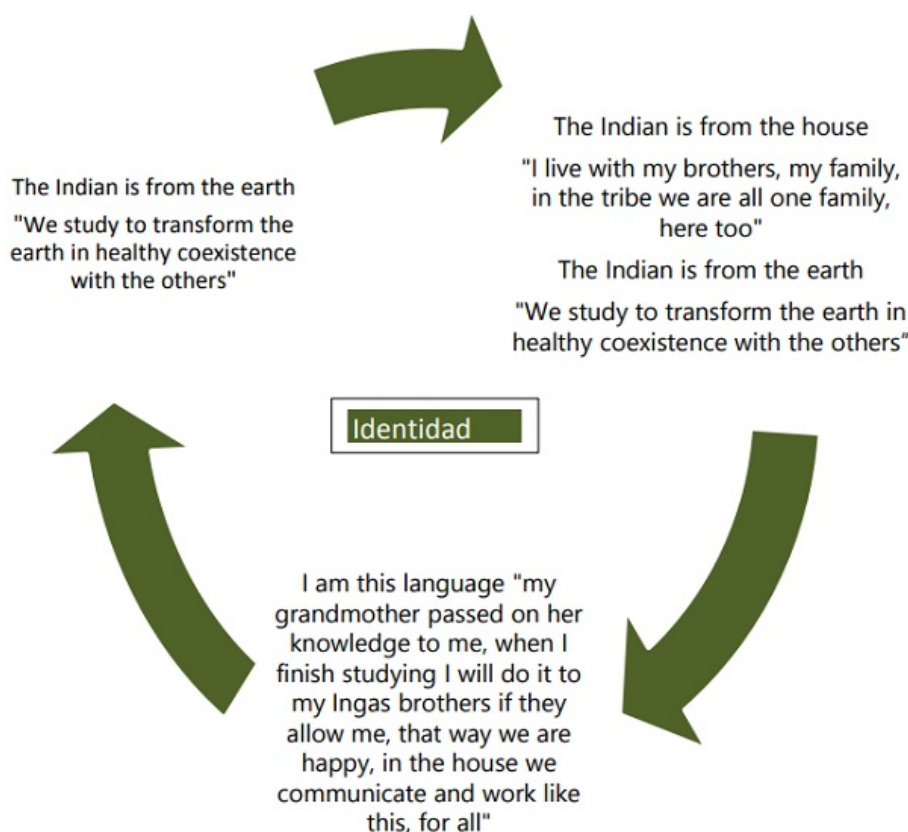 The Indian is from the earth
"We study to transform the
earth in healthy coexistence
with the others"
The Indian is from the house
"I live with my brothers, my family,
in the tribe we are all one family,
here too"
The Indian is from the earth
"We study to transform the earth in
healthy coexistence with the others"
Identidad
I am this language "my
grandmother passed on her
knowledge to me, when I
finish studying I will do it to
my Ingas brothers if they
allow me, that way we are
happy, in the house we
communicate and work like
this, for all"